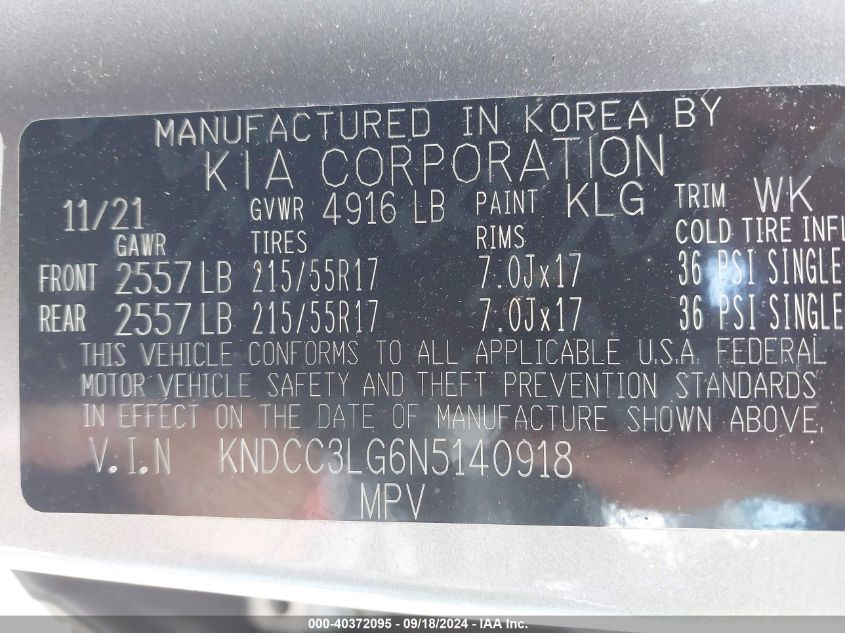 MANUFACTURED IN KOREA BY
KIA CORPORATION
11/21 GVWR 4916 LB PAINT KLG TRIM WK
GAWR TIRES RIMS COLD TIRE INFL
FRONT 2557 LB 215/55R17 7.0Jx17 36 PSI SINGLE
REAR 2557 LB 215/55R17 7.0Jx17 36 PSI SINGLE
THIS VEHICLE CONFORMS TO ALL APPLICABLE U.S.A. FEDERAL
MOTOR VEHICLE SAFETY AND THEFT PREVENTION STANDARDS
IN EFFECT ON THE DATE OF MANUFACTURE SHOWN ABOVE.
V.I.N KNDCC3LG6N5140918
MPV
000-40372095 - 09/18/2024 - IAA Inc.